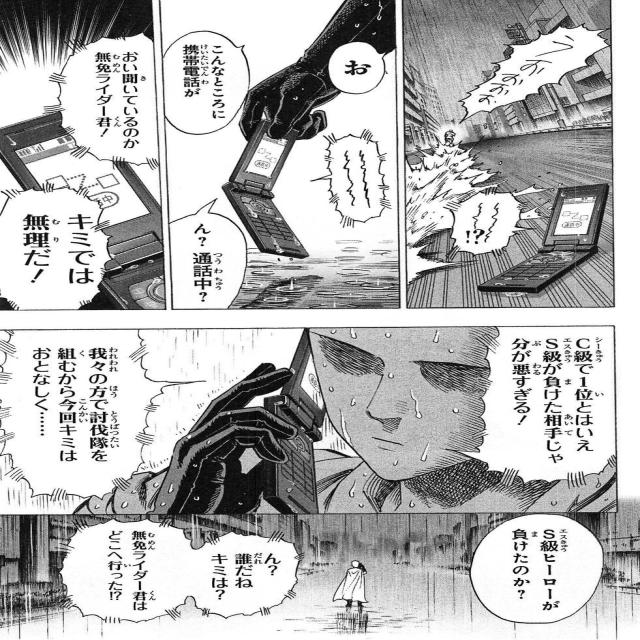 うおおおお
!?
お
こんなところに
携帯電話が
ん?
通話中?
おい聞いているのか
無免ライダー君!
キミでは
無理だ!
C級で1位とはいえ
S級が負けた相手じゃ
分が悪すぎる!
我々の方で討伐隊を
組むから今回キミは
おとなしく……
S級ヒーローが
負けたのか?
ん?
誰だね
キミは?
無免ライダー君は
どこへ行った!?